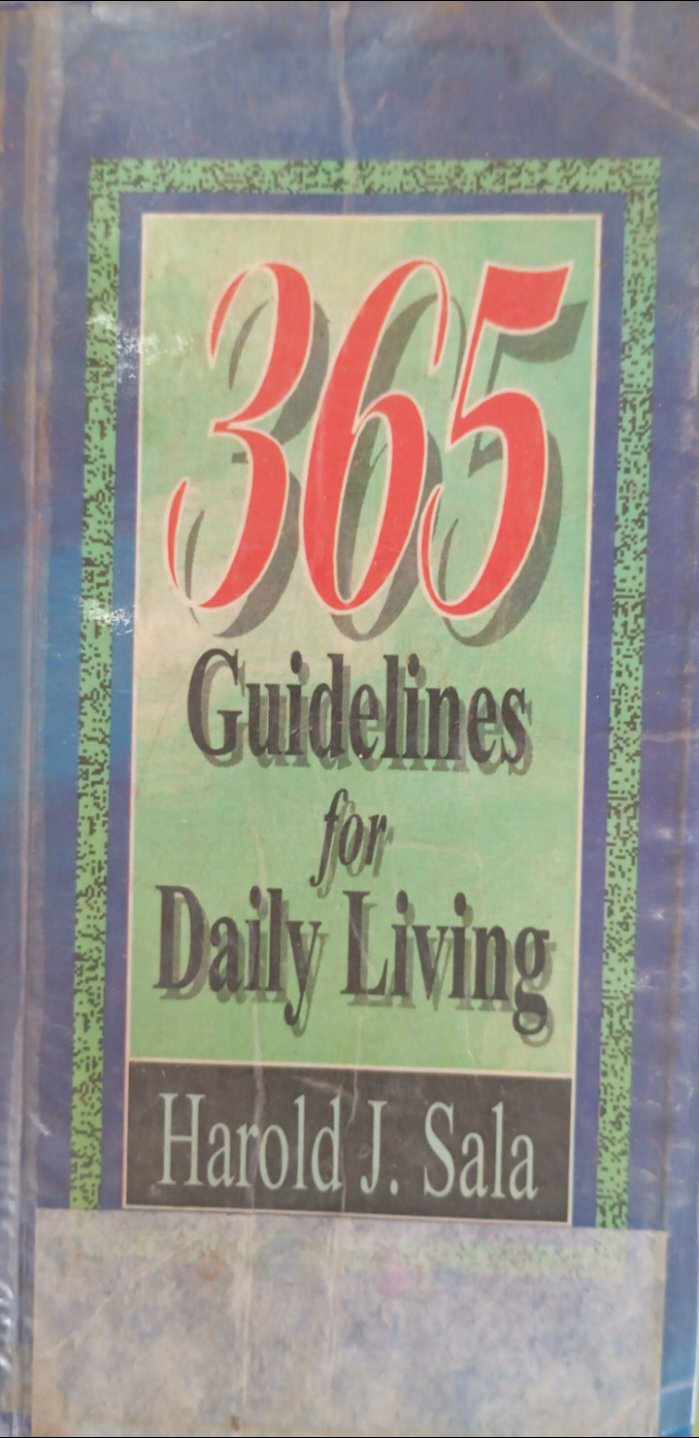 365
Guidelines
for
Daily Living
Harold J. Sala